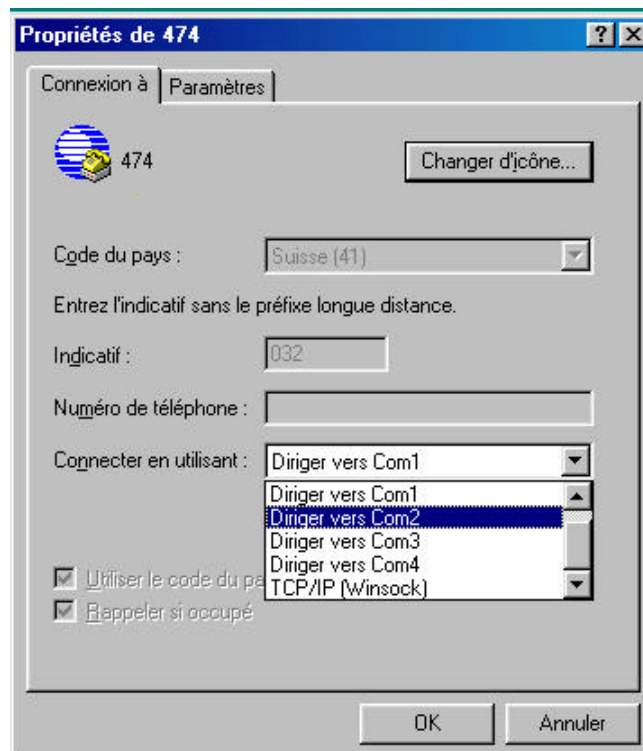 Propriétés de 474
Connexion à Paramètres
474 Changer d'icône...
Code du pays : Suisse (41)
Entrez l'indicatif sans le préfixe longue distance.
Indicatif : 032
Numéro de téléphone :
Connecter en utilisant : Diriger vers Com1
Diriger vers Com1
Diriger vers Com2
Diriger vers Com3
Diriger vers Com4
Utiliser le code du pa TCP/IP (Winsock)
Rappeler si occupé
OK Annuler